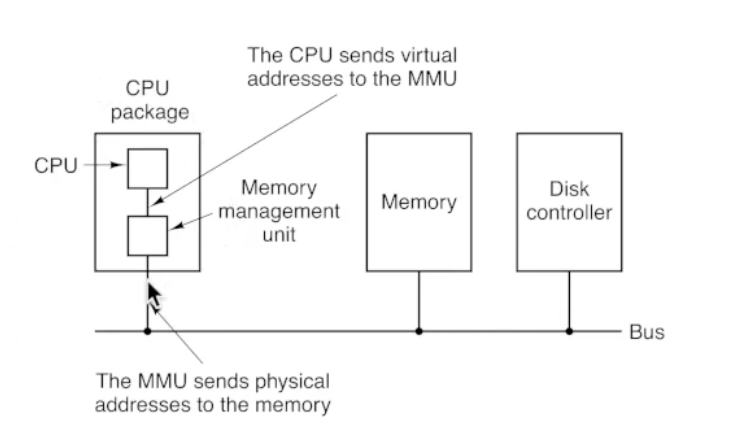 The CPU sends virtual
addresses to the MMU
CPU
package
CPU
Memory
management
unit
Memory
Disk
controller
Bus
The MMU sends physical
addresses to the memory